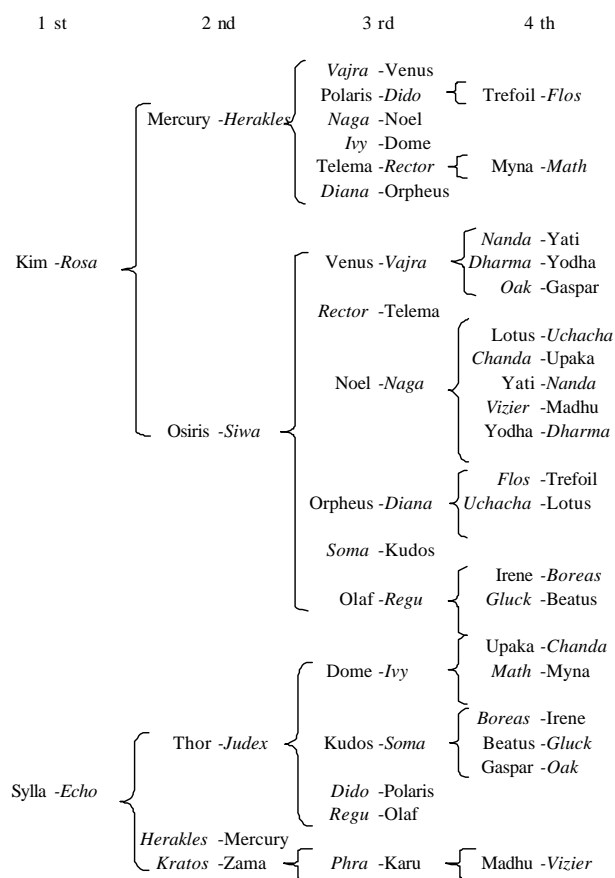 1 st 2 nd 3 rd 4 th
Vajra -Venus
Polaris -Dido Trefoil -Flos
Mercury -Herakles Naga -Noel
Ivy -Dome
Telema -Rector Myna -Math
Diana -Orpheus
Nanda -Yati
Kim -Rosa Venus -Vajra Dharma -Yodha
Oak -Gaspar
Rector -Telema
Lotus -Uchacha
Chanda -Upaka
Noel -Naga Yati -Nanda
Vizier -Madhu
Osiris -Siwa Yodha -Dharma
Flos -Trefoil
Orpheus -Diana Uchacha -Lotus
Soma -Kudos
Irene -Boreas
Olaf -Regu Gluck -Beatus
Upaka -Chanda
Dome -Ivy Math -Myna
Boreas -Irene
Thor -Judex Kudos -Soma Beatus -Gluck
Gaspar -Oak
Sylla -Echo Dido -Polaris
Regu -Olaf
Herakles -Mercury
Kratos -Zama Phra -Karu Madhu -Vizier